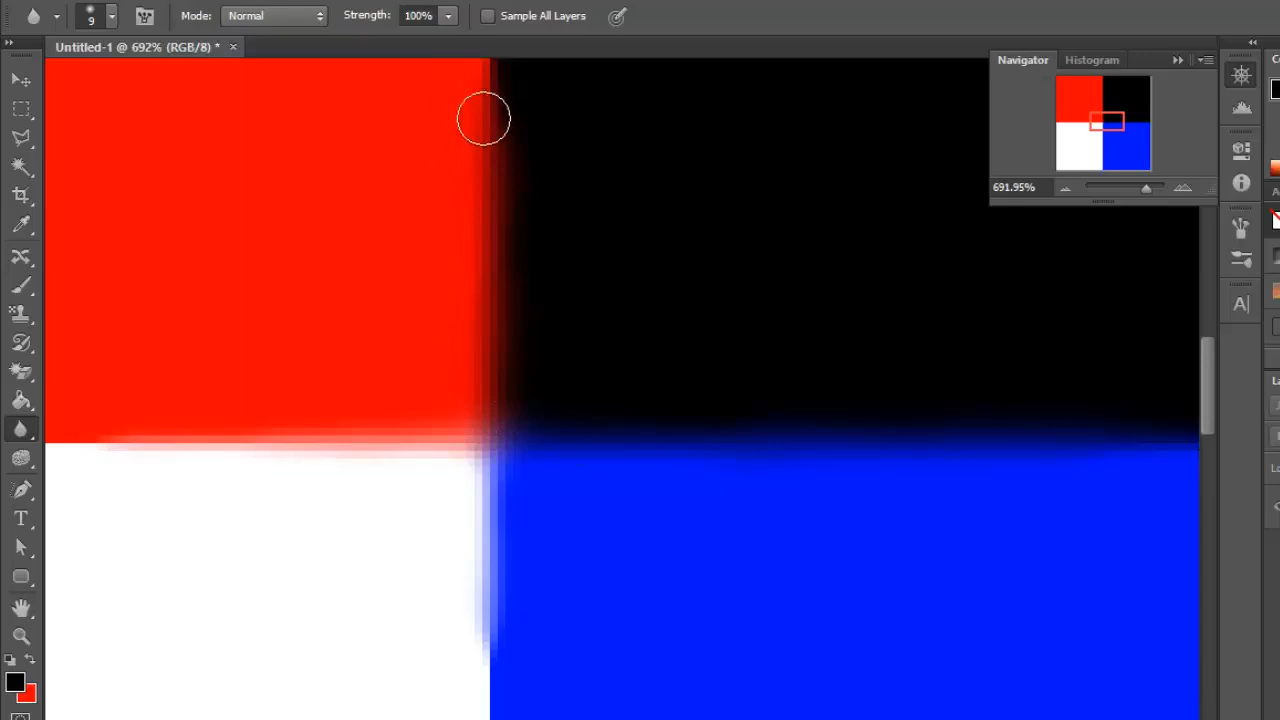 9 Mode: Normal Strength: 100% Sample All Layers
Untitled-1 @ 692% (RGB/8) * ×
Navigator Histogram
691.95%
T
A